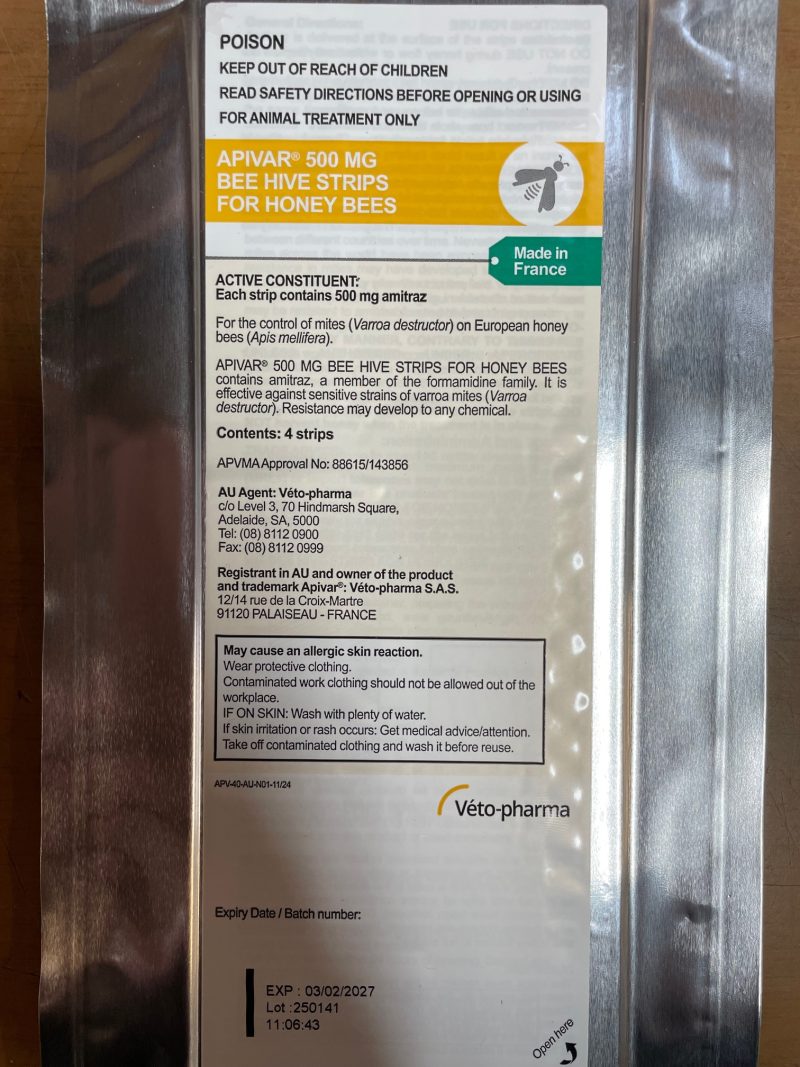 POISON
KEEP OUT OF REACH OF CHILDREN
READ SAFETY DIRECTIONS BEFORE OPENING OR USING
FOR ANIMAL TREATMENT ONLY
APIVAR® 500 MG
BEE HIVE STRIPS
FOR HONEY BEES
Made in
France
ACTIVE CONSTITUENT:
Each strip contains 500 mg amitraz
For the control of mites (Varroa destructor) on European honey
bees (Apis mellifera).
APIVAR® 500 MG BEE HIVE STRIPS FOR HONEY BEES
contains amitraz, a member of the formamidine family. It is
effective against sensitive strains of varroa mites (Varroa
destructor). Resistance may develop to any chemical.
Contents: 4 strips
APVMA Approval No: 88615/143856
AU Agent: Véto-pharma
c/o Level 3, 70 Hindmarsh Square,
Adelaide, SA, 5000
Tel: (08) 8112 0900
Fax: (08) 8112 0999
Registrant in AU and owner of the product
and trademark Apivar®: Véto-pharma S.A.S.
12/14 rue de la Croix-Martre
91120 PALAISEAU - FRANCE
May cause an allergic skin reaction.
Wear protective clothing.
Contaminated work clothing should not be allowed out of the
workplace.
IF ON SKIN: Wash with plenty of water.
If skin irritation or rash occurs: Get medical advice/attention.
Take off contaminated clothing and wash it before reuse.
APV-40-AU-N01-11/24
Véto-pharma
Expiry Date / Batch number:
EXP : 03/02/2027
Lot :250141
11:06:43
Open here